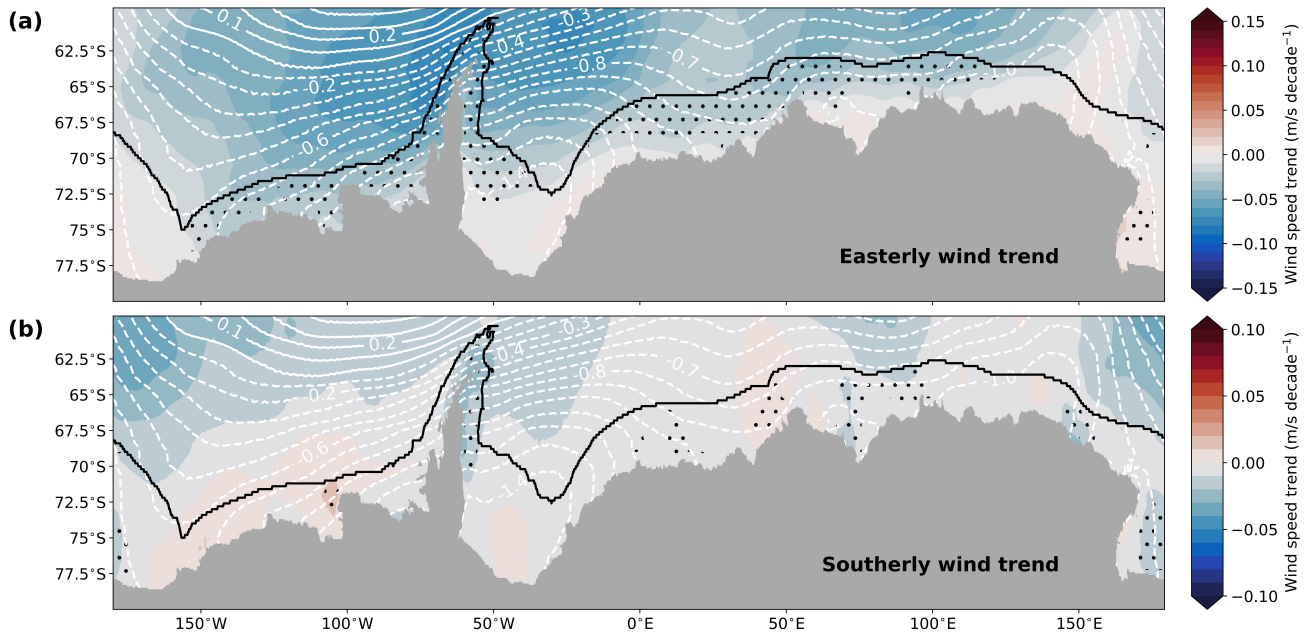 (a)
62.5°S
65°S
67.5°S
70°S
72.5°S
75°S
77.5°S
0.1
0.2
-0.2
-0.6
-0.3
-0.4
-0.8
-0.7
Easterly wind trend
0.15
0.10
0.05
0.00
−0.05
−0.10
−0.15
Wind speed trend (m/s decade⁻¹)
(b)
62.5°S
65°S
67.5°S
70°S
72.5°S
75°S
77.5°S
0.1
0.2
-0.2
-0.6
-0.3
-0.4
-0.8
-0.7
Southerly wind trend
150°W
100°W
50°W
0°E
50°E
100°E
150°E
0.10
0.05
0.00
−0.05
−0.10
Wind speed trend (m/s decade⁻¹)